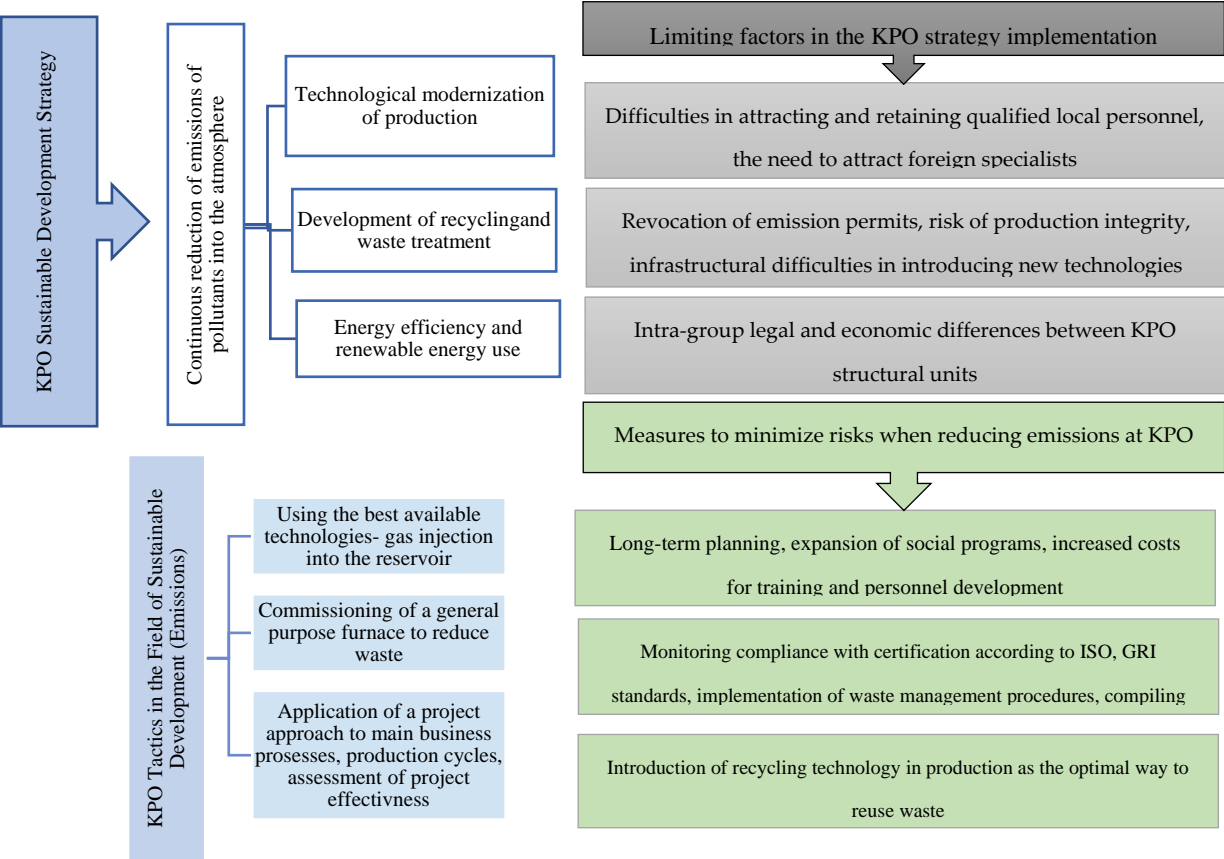 KPO Sustainable Development Strategy
Continuous reduction of emissions of
pollutants into the atmosphere
Technological modernization
of production
Development of recyclingand
waste treatment
Energy efficiency and
renewable energy use
KPO Tactics in the Field of Sustainable
Development (Emissions)
Using the best available
technologies- gas injection
into the reservoir
Commissioning of a general
purpose furnace to reduce
waste
Application of a project
approach to main business
prosesses, production cycles,
assessment of project
effectivness
Limiting factors in the KPO strategy implementation
Difficulties in attracting and retaining qualified local personnel,
the need to attract foreign specialists
Revocation of emission permits, risk of production integrity,
infrastructural difficulties in introducing new technologies
Intra-group legal and economic differences between KPO
structural units
Measures to minimize risks when reducing emissions at KPO
Long-term planning, expansion of social programs, increased costs
for training and personnel development
Monitoring compliance with certification according to ISO, GRI
standards, implementation of waste management procedures, compiling
Introduction of recycling technology in production as the optimal way to
reuse waste